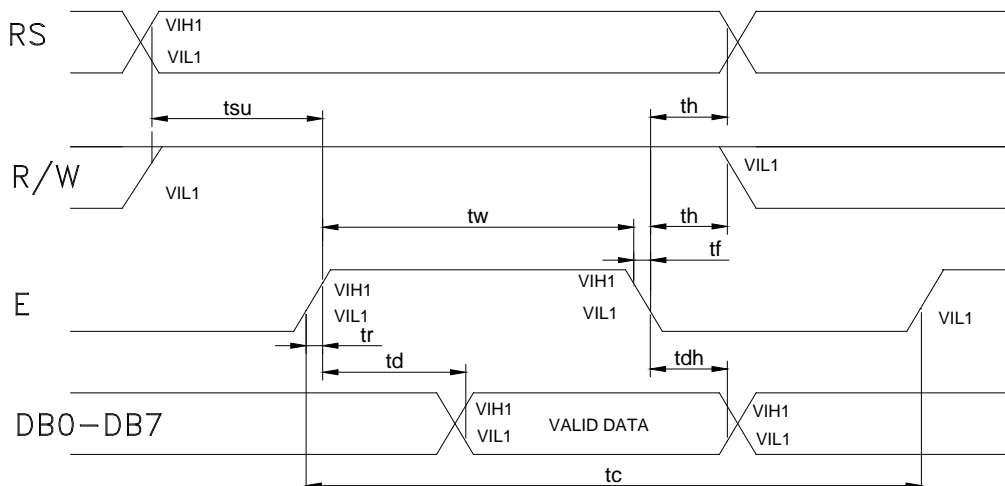 RS
VIH1
VIL1
tsu
th
R/W
VIL1
VIL1
tw
th
tf
E
VIH1
VIL1
VIH1
VIL1
VIL1
tr
td
tdh
DB0-DB7
VIH1
VIL1
VALID DATA
VIH1
VIL1
tc